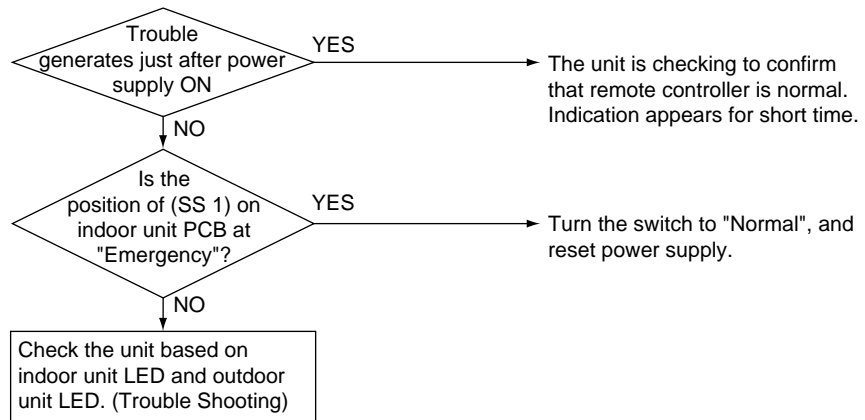 Trouble
generates just after power
supply ON
YES
The unit is checking to confirm
that remote controller is normal.
Indication appears for short time.
NO
Is the
position of (SS 1) on
indoor unit PCB at
"Emergency"?
YES
Turn the switch to "Normal", and
reset power supply.
NO
Check the unit based on
indoor unit LED and outdoor
unit LED. (Trouble Shooting)